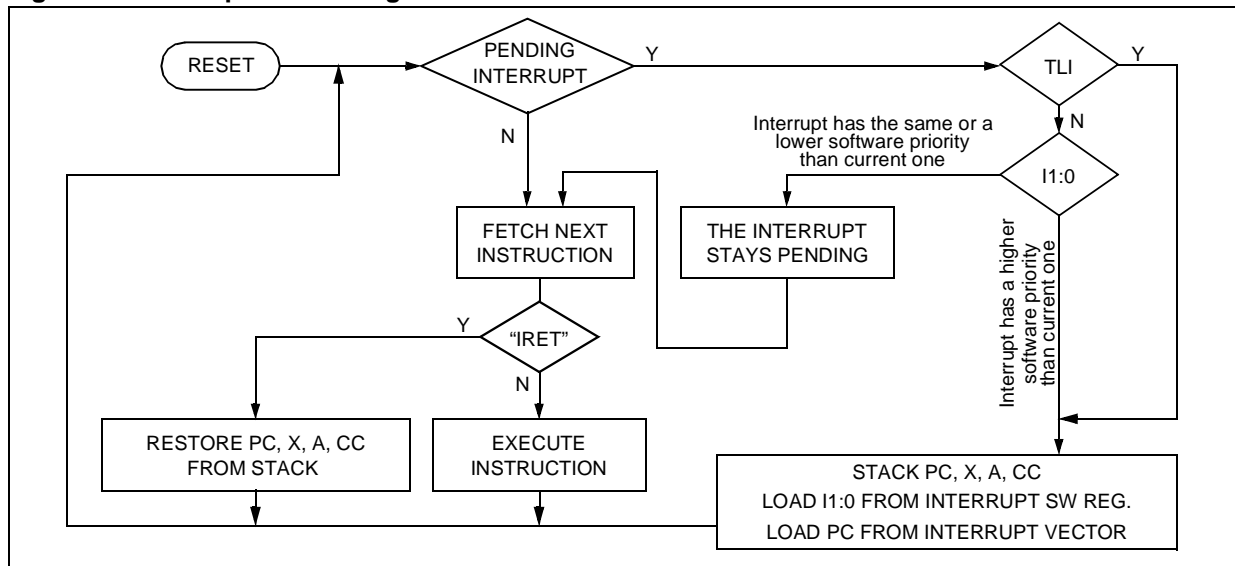 RESET
PENDING
INTERRUPT
Y
TLI
Y
N
N
Interrupt has the same or a
lower software priority
than current one
I1:0
FETCH NEXT
INSTRUCTION
THE INTERRUPT
STAYS PENDING
Interrupt has a higher
software priority
than current one
Y
“IRET”
N
RESTORE PC, X, A, CC
FROM STACK
EXECUTE
INSTRUCTION
STACK PC, X, A, CC
LOAD I1:0 FROM INTERRUPT SW REG.
LOAD PC FROM INTERRUPT VECTOR